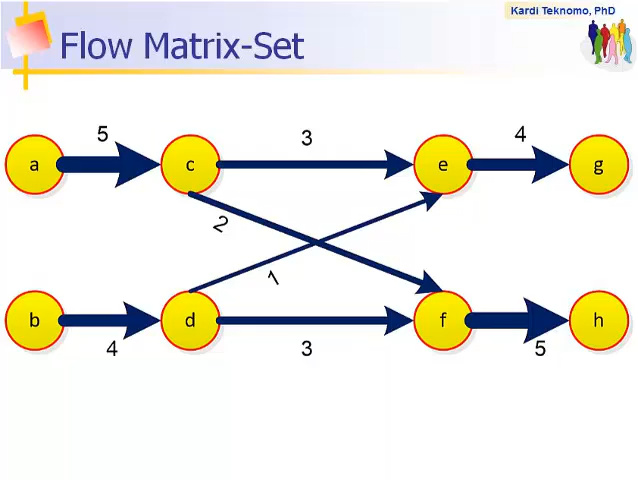 Kardi Teknomo, PhD
Flow Matrix-Set
5
3
4
a
c
e
g
2
1
b
d
f
h
4
3
5